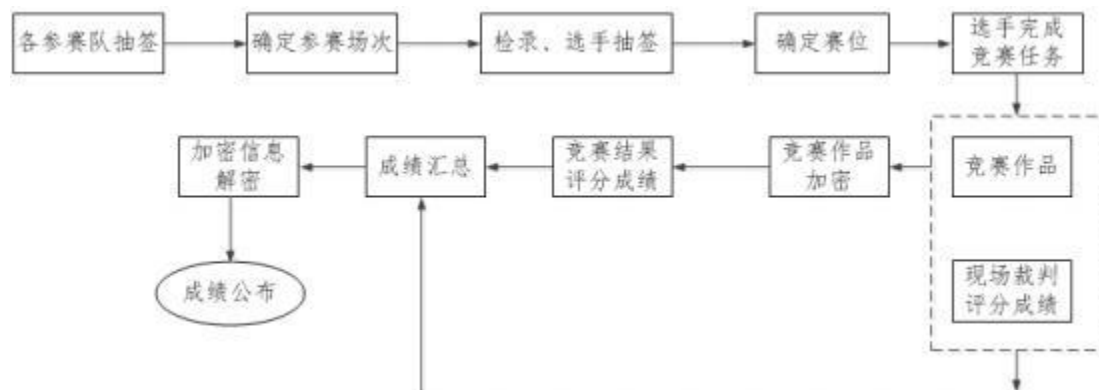 各参赛队抽签
确定参赛场次
检录、选手抽签
确定赛位
选手完成
竞赛任务
加密信息
解密
成绩汇总
竞赛结果
评分成绩
竞赛作品
加密
竞赛作品
成绩公布
现场裁判
评分成绩